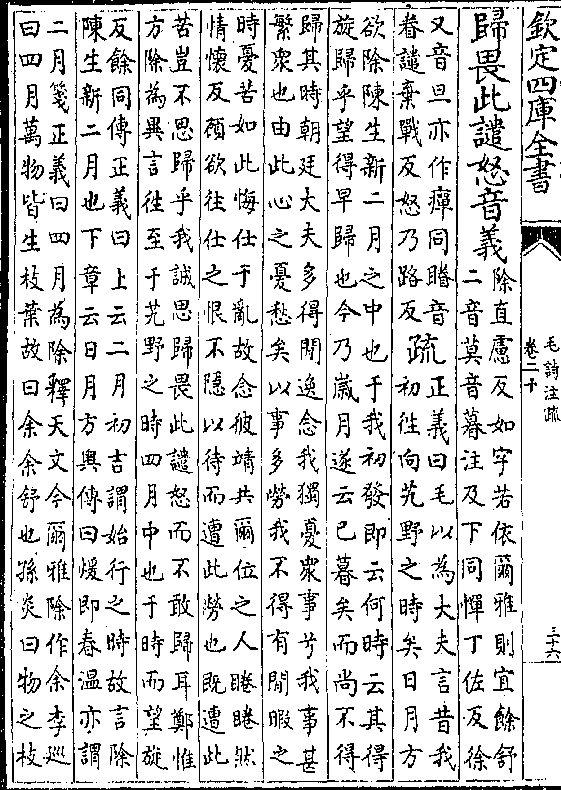 欽定四庫全書
毛詩注疏
卷二十
三十六
歸畏此譴怒音義
除直慮反如字若依爾雅則宜餘舒
二音莫音暮注及下同憚丁佐反徐
又音旦亦作癉同睠音
眷譴棄戰反怒乃路反
疏
正義曰毛以為大夫言昔我
初往向芃野之時矣日月方
欲除陳生新二月之中也于我初發即云何時云其得
旋歸乎望得早歸也今乃歲月遂云已暮矣而尚不得
歸其時朝廷大夫多得閒逸念我獨憂衆事兮我事甚
繁衆也由此心之憂愁矣以事多勞我不得有閒暇之
時憂苦如此悔仕于亂故念彼靖共爾位之人睠睠然
情懷反顧欲往仕之恨不隱以待而遭此勞也既遭此
苦豈不思歸乎我誠思歸畏此譴怒而不敢歸耳鄭惟
方除為異言往至于芃野之時四月中也于時而望旋
反餘同傳正義曰上云二月初吉謂始行之時故言除
陳生新二月也下章云日月方奧傳曰煖即春溫亦謂
二月箋正義曰四月為除釋天文今爾雅除作余李巡
曰四月萬物皆生枝葉故曰余余舒也孫炎曰物之枝